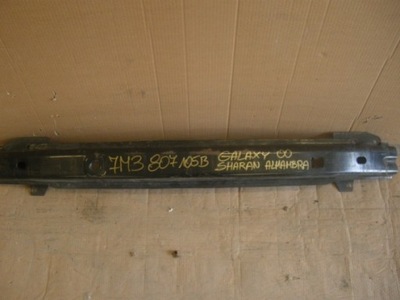 7M3 807 105B GALAXY 00
SHARAN ALHAMBRA